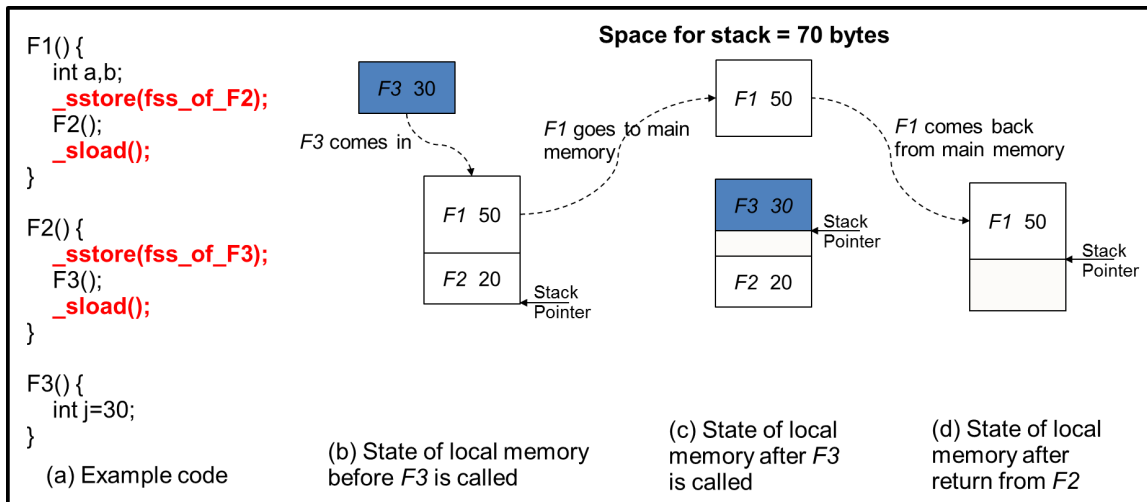 Space for stack = 70 bytes
F1() {
int a,b;
_sstore(fss_of_F2);
F2();
_sload();
}
F2() {
_sstore(fss_of_F3);
F3();
_sload();
}
F3() {
int j=30;
}
(a) Example code
F3 30
F3 comes in
F1 50
F2 20
Stack
Pointer
(b) State of local memory
before F3 is called
F1 goes to main
memory
F1 50
F3 30
Stack
Pointer
F2 20
(c) State of local
memory after F3
is called
F1 comes back
from main memory
F1 50
Stack
Pointer
(d) State of local
memory after
return from F2